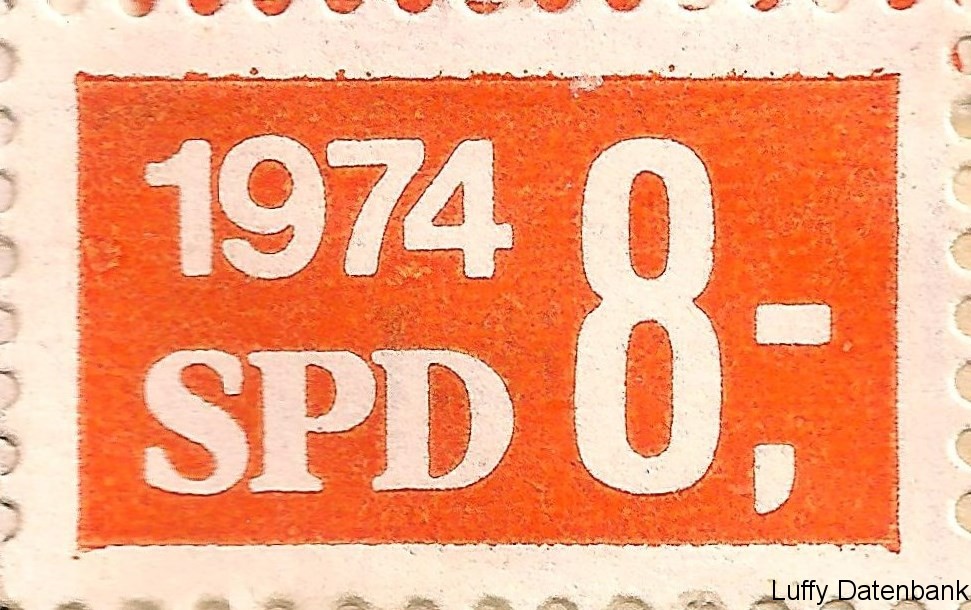 1974
SPD
8,-
Luffy Datenbank